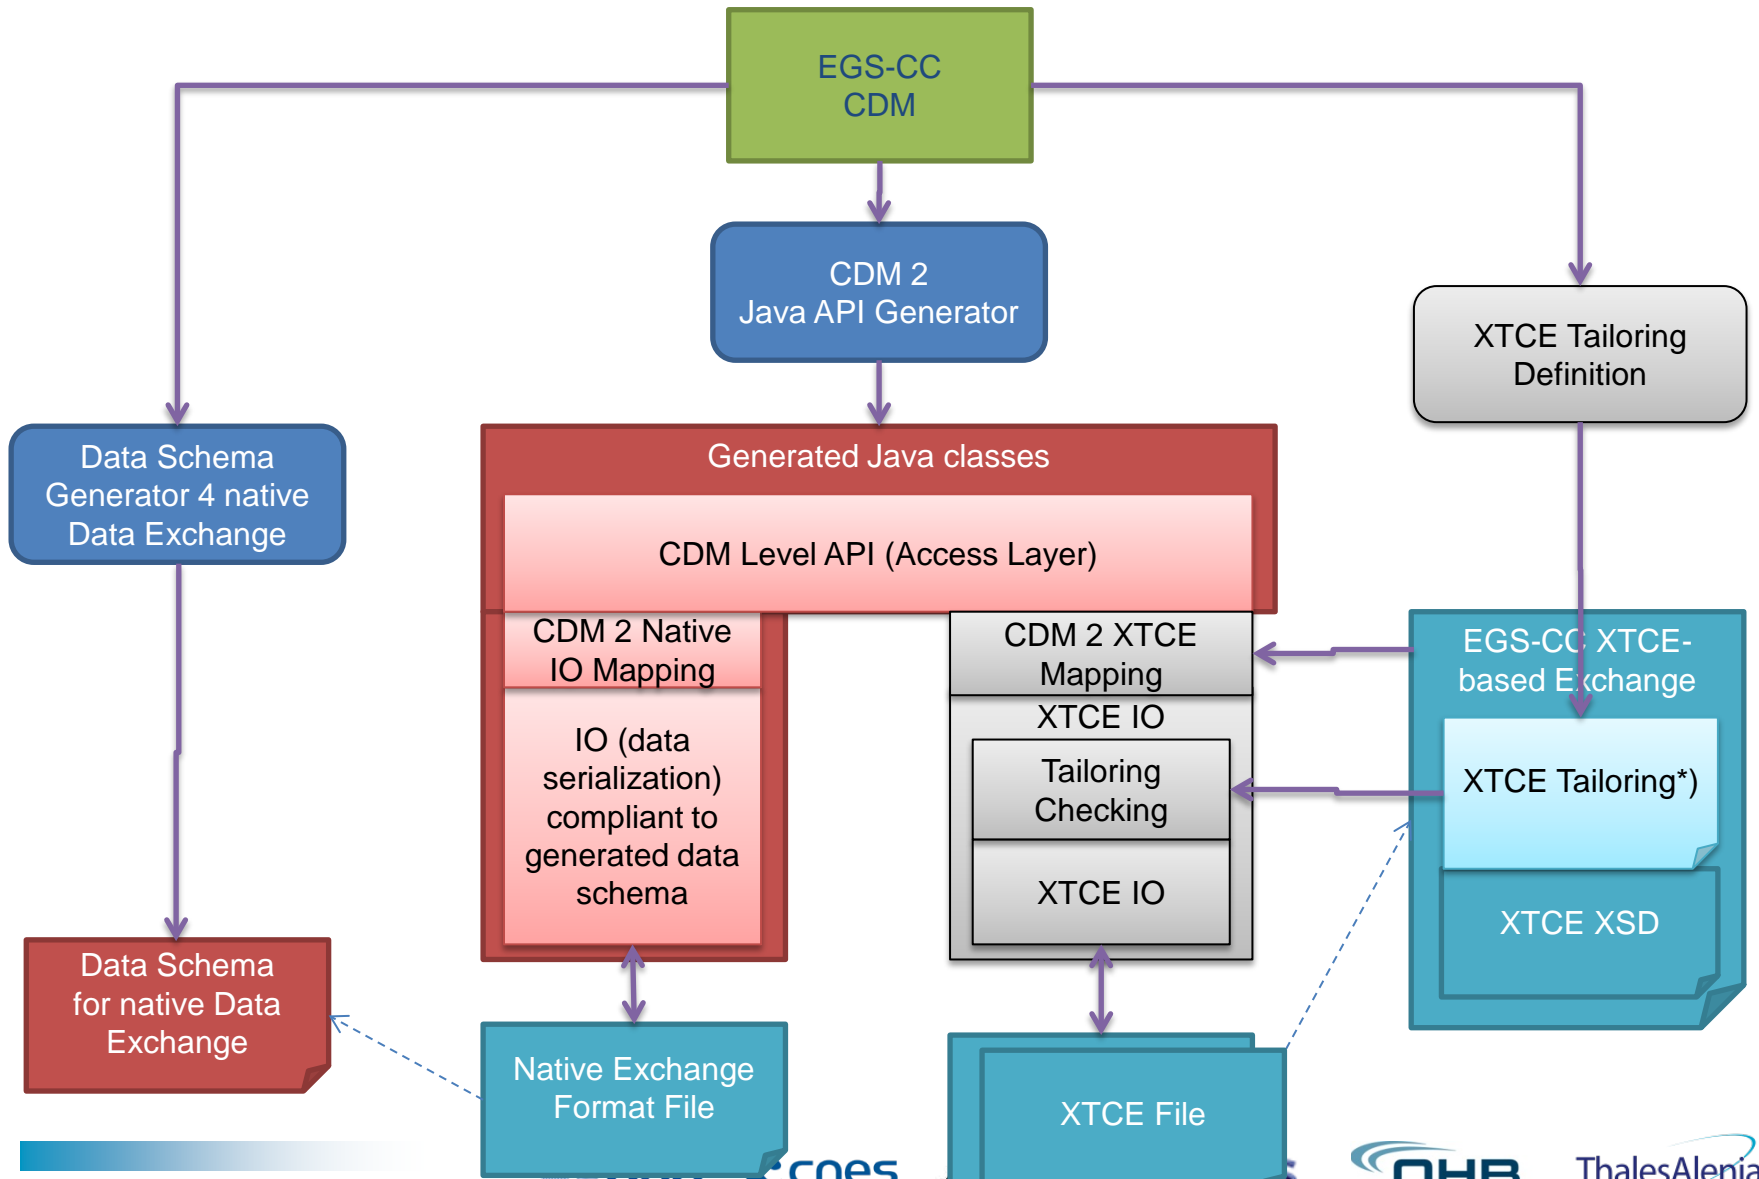 EGS-CC
CDM
CDM 2
Java API Generator
XTCE Tailoring
Definition
Data Schema
Generator 4 native
Data Exchange
Generated Java classes
CDM Level API (Access Layer)
CDM 2 Native
IO Mapping
IO (data
serialization)
compliant to
generated data
schema
CDM 2 XTCE
Mapping
XTCE IO
Tailoring
Checking
XTCE IO
EGS-CC XTCE-
based Exchange
XTCE Tailoring*)
XTCE XSD
Data Schema
for native Data
Exchange
Native Exchange
Format File
XTCE File
cnes
OHB
ThalesAlenia